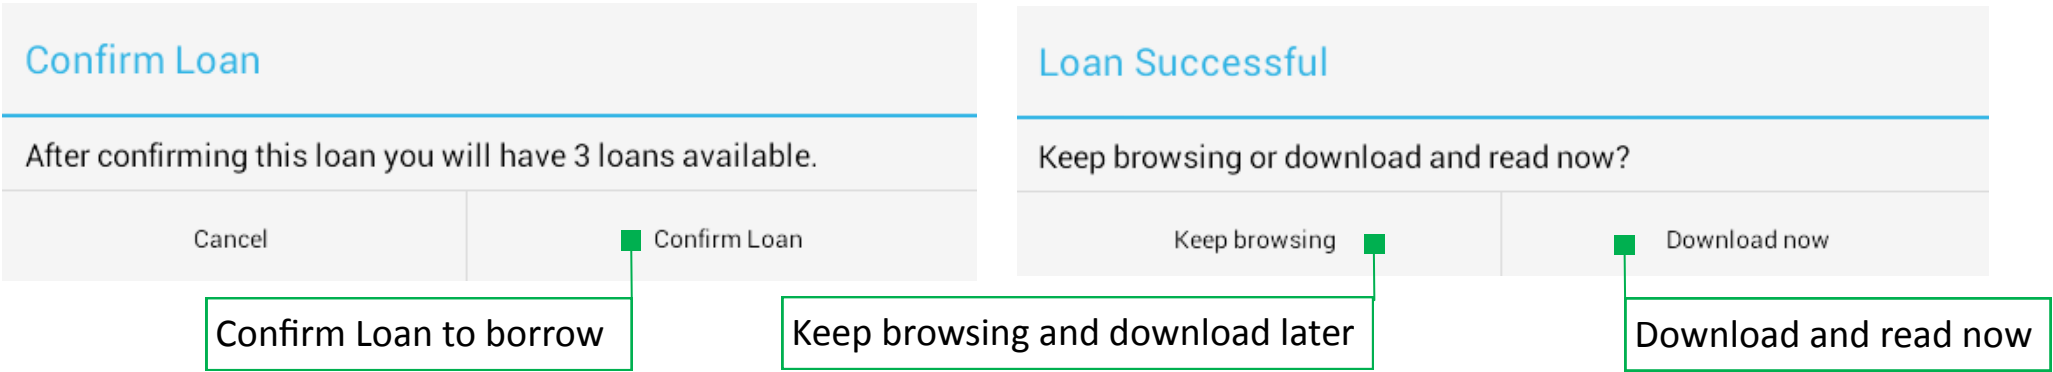 Confirm Loan
After confirming this loan you will have 3 loans available.
Cancel
Confirm Loan
Confirm Loan to borrow
Loan Successful
Keep browsing or download and read now?
Keep browsing
Download now
Keep browsing and download later
Download and read now